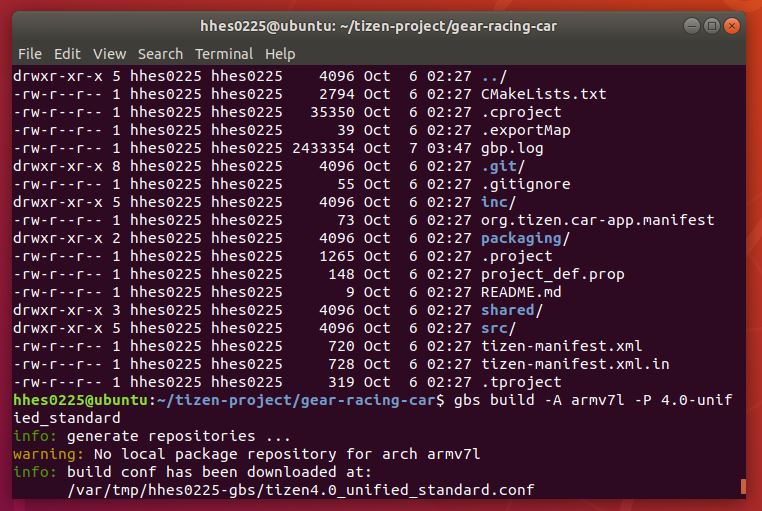 hhes0225@ubuntu: ~/tizen-project/gear-racing-car
File Edit View Search Terminal Help
drwxr-xr-x 5 hhes0225 hhes0225    4096 Oct  6 02:27 ../
-rw-r--r-- 1 hhes0225 hhes0225    2794 Oct  6 02:27 CMakeLists.txt
-rw-r--r-- 1 hhes0225 hhes0225   35350 Oct  6 02:27 .cproject
-rw-r--r-- 1 hhes0225 hhes0225      39 Oct  6 02:27 .exportMap
-rw-r--r-- 1 hhes0225 hhes0225 2433354 Oct  7 03:47 gbp.log
drwxr-xr-x 8 hhes0225 hhes0225    4096 Oct  6 02:27 .git/
-rw-r--r-- 1 hhes0225 hhes0225      55 Oct  6 02:27 .gitignore
drwxr-xr-x 5 hhes0225 hhes0225    4096 Oct  6 02:27 inc/
-rw-r--r-- 1 hhes0225 hhes0225      73 Oct  6 02:27 org.tizen.car-app.manifest
drwxr-xr-x 2 hhes0225 hhes0225    4096 Oct  6 02:27 packaging/
-rw-r--r-- 1 hhes0225 hhes0225    1265 Oct  6 02:27 .project
-rw-r--r-- 1 hhes0225 hhes0225     148 Oct  6 02:27 project_def.prop
-rw-r--r-- 1 hhes0225 hhes0225       9 Oct  6 02:27 README.md
drwxr-xr-x 3 hhes0225 hhes0225    4096 Oct  6 02:27 shared/
drwxr-xr-x 5 hhes0225 hhes0225    4096 Oct  6 02:27 src/
-rw-r--r-- 1 hhes0225 hhes0225     720 Oct  6 02:27 tizen-manifest.xml
-rw-r--r-- 1 hhes0225 hhes0225     728 Oct  6 02:27 tizen-manifest.xml.in
-rw-r--r-- 1 hhes0225 hhes0225     319 Oct  6 02:27 .tproject
hhes0225@ubuntu:~/tizen-project/gear-racing-car$ gbs build -A armv7l -P 4.0-unif
ied_standard
info: generate repositories ...
warning: No local package repository for arch armv7l
info: build conf has been downloaded at:
      /var/tmp/hhes0225-gbs/tizen4.0_unified_standard.conf